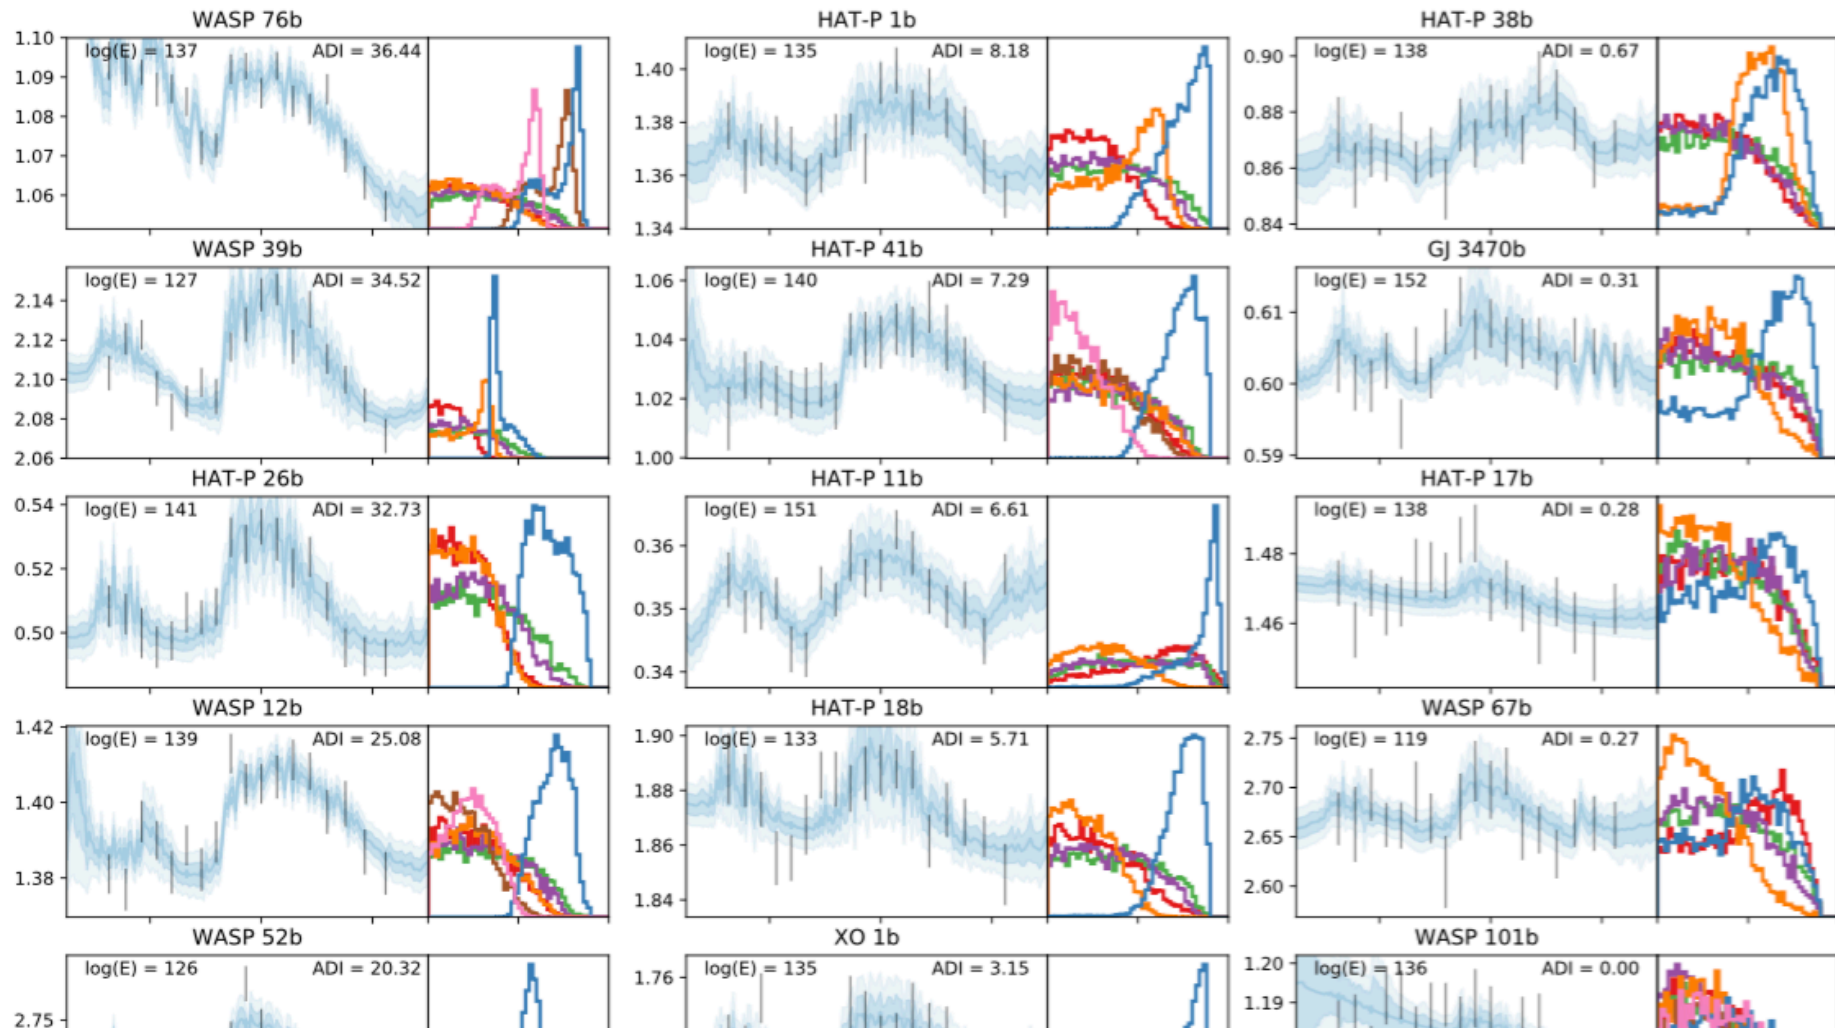 WASP 76b
log(E) = 137 ADI = 36.44
1.10
1.09
1.08
1.07
1.06
HAT-P 1b
log(E) = 135 ADI = 8.18
1.40
1.38
1.36
1.34
HAT-P 38b
log(E) = 138 ADI = 0.67
0.90
0.88
0.86
0.84
WASP 39b
log(E) = 127 ADI = 34.52
2.14
2.12
2.10
2.08
2.06
HAT-P 41b
log(E) = 140 ADI = 7.29
1.06
1.04
1.02
1.00
GJ 3470b
log(E) = 152 ADI = 0.31
0.61
0.60
0.59
HAT-P 26b
log(E) = 141 ADI = 32.73
0.54
0.52
0.50
HAT-P 11b
log(E) = 151 ADI = 6.61
0.36
0.35
0.34
HAT-P 17b
log(E) = 138 ADI = 0.28
1.48
1.46
WASP 12b
log(E) = 139 ADI = 25.08
1.42
1.40
1.38
HAT-P 18b
log(E) = 133 ADI = 5.71
1.90
1.88
1.86
1.84
WASP 67b
log(E) = 119 ADI = 0.27
2.75
2.70
2.65
2.60
WASP 52b
log(E) = 126 ADI = 20.32
2.75
XO 1b
log(E) = 135 ADI = 3.15
1.76
WASP 101b
log(E) = 136 ADI = 0.00
1.20
1.19